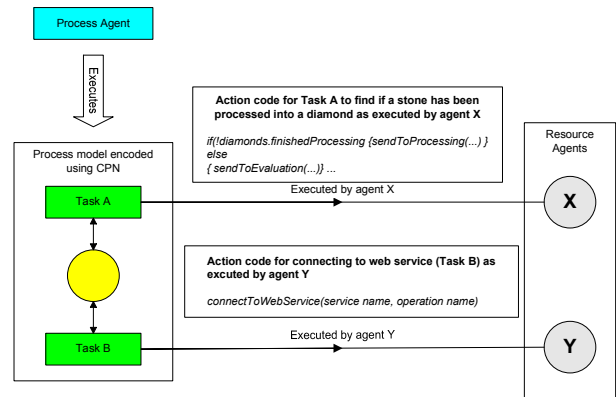 Process Agent
Executes
Action code for Task A to find if a stone has been
processed into a diamond as executed by agent X
if(!diamonds.finishedProcessing {sendToProcessing(...) }
else
{ sendToEvaluation(...)} ...
Resource
Agents
Process model encoded
using CPN
Task A
Executed by agent X
X
Action code for connecting to web service (Task B) as
excuted by agent Y
connectToWebService(service name, operation name)
Task B
Executed by agent Y
Y